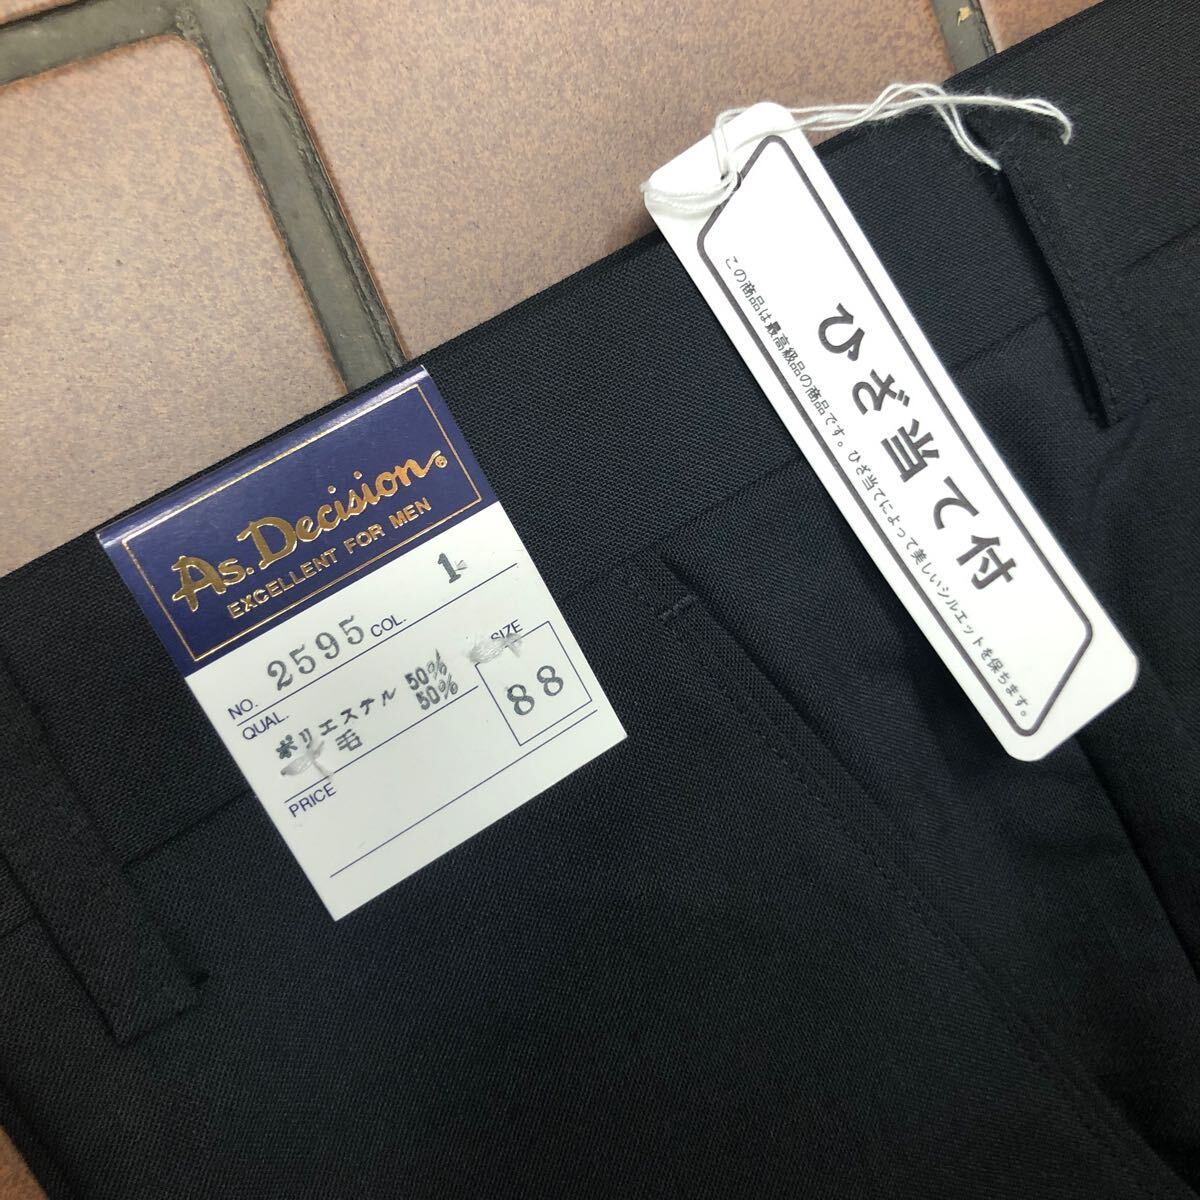 As. Decision®
EXCELLENT FOR MEN
NO. 2595 COL. 1
QUAL. SIZE
ポリエステル 50%
毛 50%
88
PRICE
ひざ当て付
この商品は最高級品の商品です。ひざ当てによって美しいシルエットを保ちます。